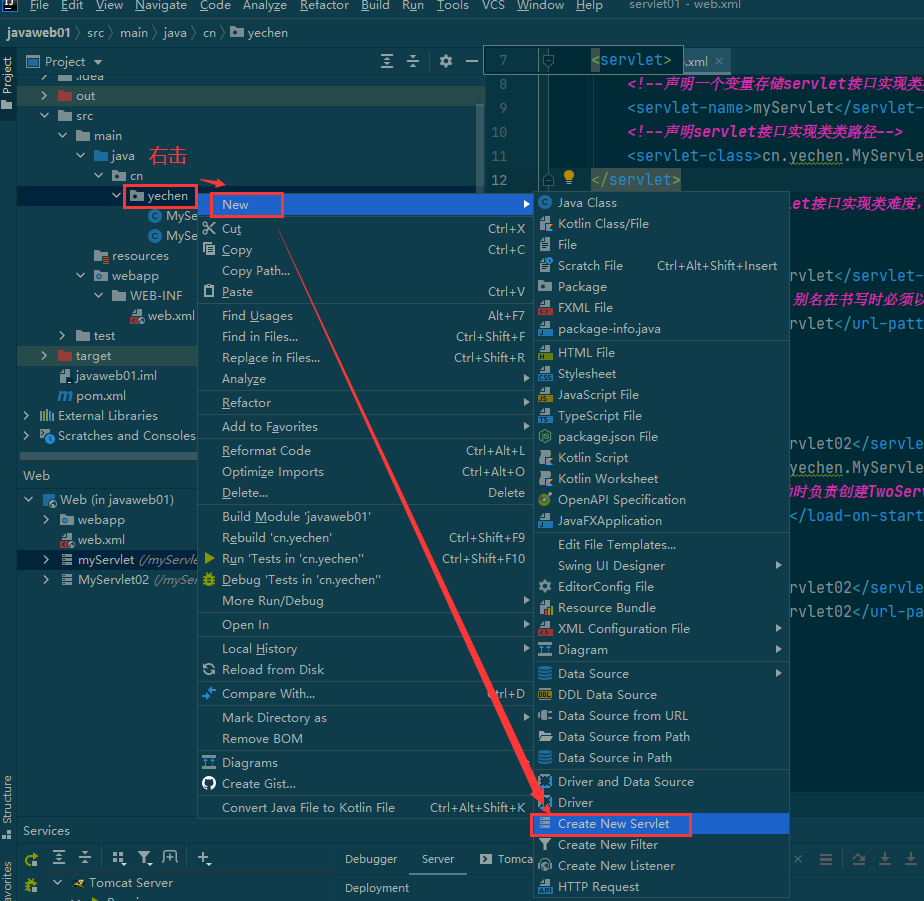 File Edit View Navigate Code Analyze Refactor Build Run Tools VCS Window Help servlet01 - web.xml
javaweb01 src main java cn yechen
Project
Project
.idea
out
src
main
java 右击
cn
yechen
MySe
MySe
resources
webapp
WEB-INF
web.xml
test
target
javaweb01.iml
pom.xml
External Libraries
Scratches and Consoles
Web
Web (in javaweb01)
webapp
web.xml
myServlet (/myServle
MyServlet02 (/mySe
Structure
Services
Favorites
Tomcat Server
Debugger Server Tomca
Deployment
.xml
7 <servlet>
8 <!--声明一个变量存储servlet接口实现类
9 <servlet-name>myServlet</servlet-
10 <!--声明servlet接口实现类类路径-->
11 <servlet-class>cn.yechen.MyServle
12 </servlet>
let接口实现类难度,
rvlet</servlet-
别名在书写时必须以
rvlet</url-patt
rvlet02</servle
yechen.MyServle
动时负责创建TwoServ
</load-on-start
rvlet02</servle
rvlet02</url-pa
New
Cut Ctrl+X
Copy Ctrl+C
Copy Path...
Paste Ctrl+V
Find Usages Alt+F7
Find in Files... Ctrl+Shift+F
Replace in Files... Ctrl+Shift+R
Analyze
Refactor
Add to Favorites
Reformat Code Ctrl+Alt+L
Optimize Imports Ctrl+Alt+O
Delete... Delete
Build Module 'javaweb01'
Rebuild 'cn.yechen' Ctrl+Shift+F9
Run 'Tests in 'cn.yechen'' Ctrl+Shift+F10
Debug 'Tests in 'cn.yechen''
More Run/Debug
Open In
Local History
Reload from Disk
Compare With... Ctrl+D
Mark Directory as
Remove BOM
Diagrams
Create Gist...
Convert Java File to Kotlin File Ctrl+Alt+Shift+K
Java Class
Kotlin Class/File
File
Scratch File Ctrl+Alt+Shift+Insert
Package
FXML File
package-info.java
HTML File
Stylesheet
JavaScript File
TypeScript File
package.json File
Kotlin Script
Kotlin Worksheet
OpenAPI Specification
JavaFXApplication
Edit File Templates...
Swing UI Designer
EditorConfig File
Resource Bundle
XML Configuration File
Diagram
Data Source
DDL Data Source
Data Source from URL
Data Source from Path
Data Source in Path
Driver and Data Source
Driver
Create New Servlet
Create New Filter
Create New Listener
HTTP Request